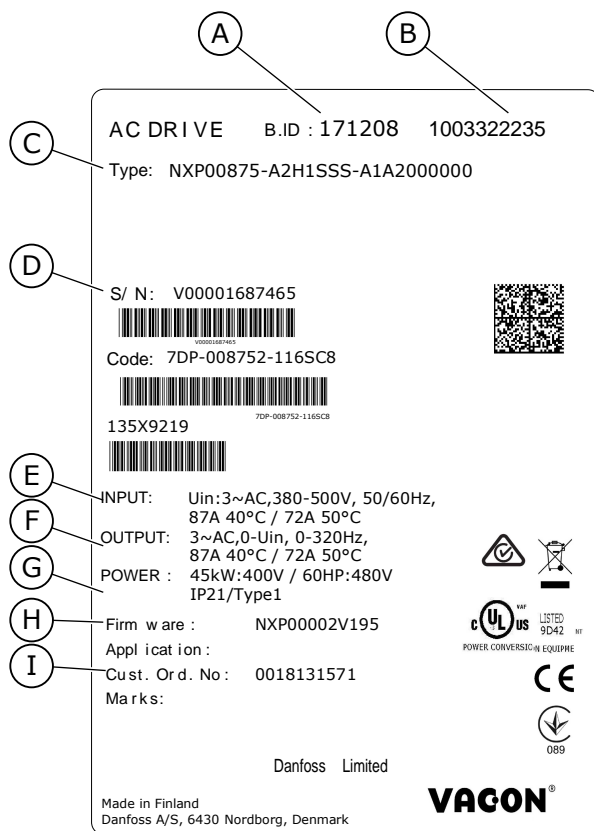 A
B
AC DRIVE B.ID : 171208 1003322235
C
Type: NXP00875-A2H1SSS-A1A2000000
D
S/ N: V00001687465
V00001687465
Code: 7DP-008752-116SC8
7DP-008752-116SC8
135X9219
E
INPUT: Uin:3~AC,380-500V, 50/60Hz,
87A 40°C / 72A 50°C
F
OUTPUT: 3~AC,0-Uin, 0-320Hz,
87A 40°C / 72A 50°C
G
POWER : 45kW:400V / 60HP:480V
IP21/Type1
H
Firm w are : NXP00002V195
Appl icat ion :
I
Cust. Ord. No : 0018131571
Marks:
c UL us VAF LISTED
9D42 NT
POWER CONVERSION EQUIPME
CE
089
Danfoss Limited
Made in Finland
Danfoss A/S, 6430 Nordborg, Denmark
VACON®